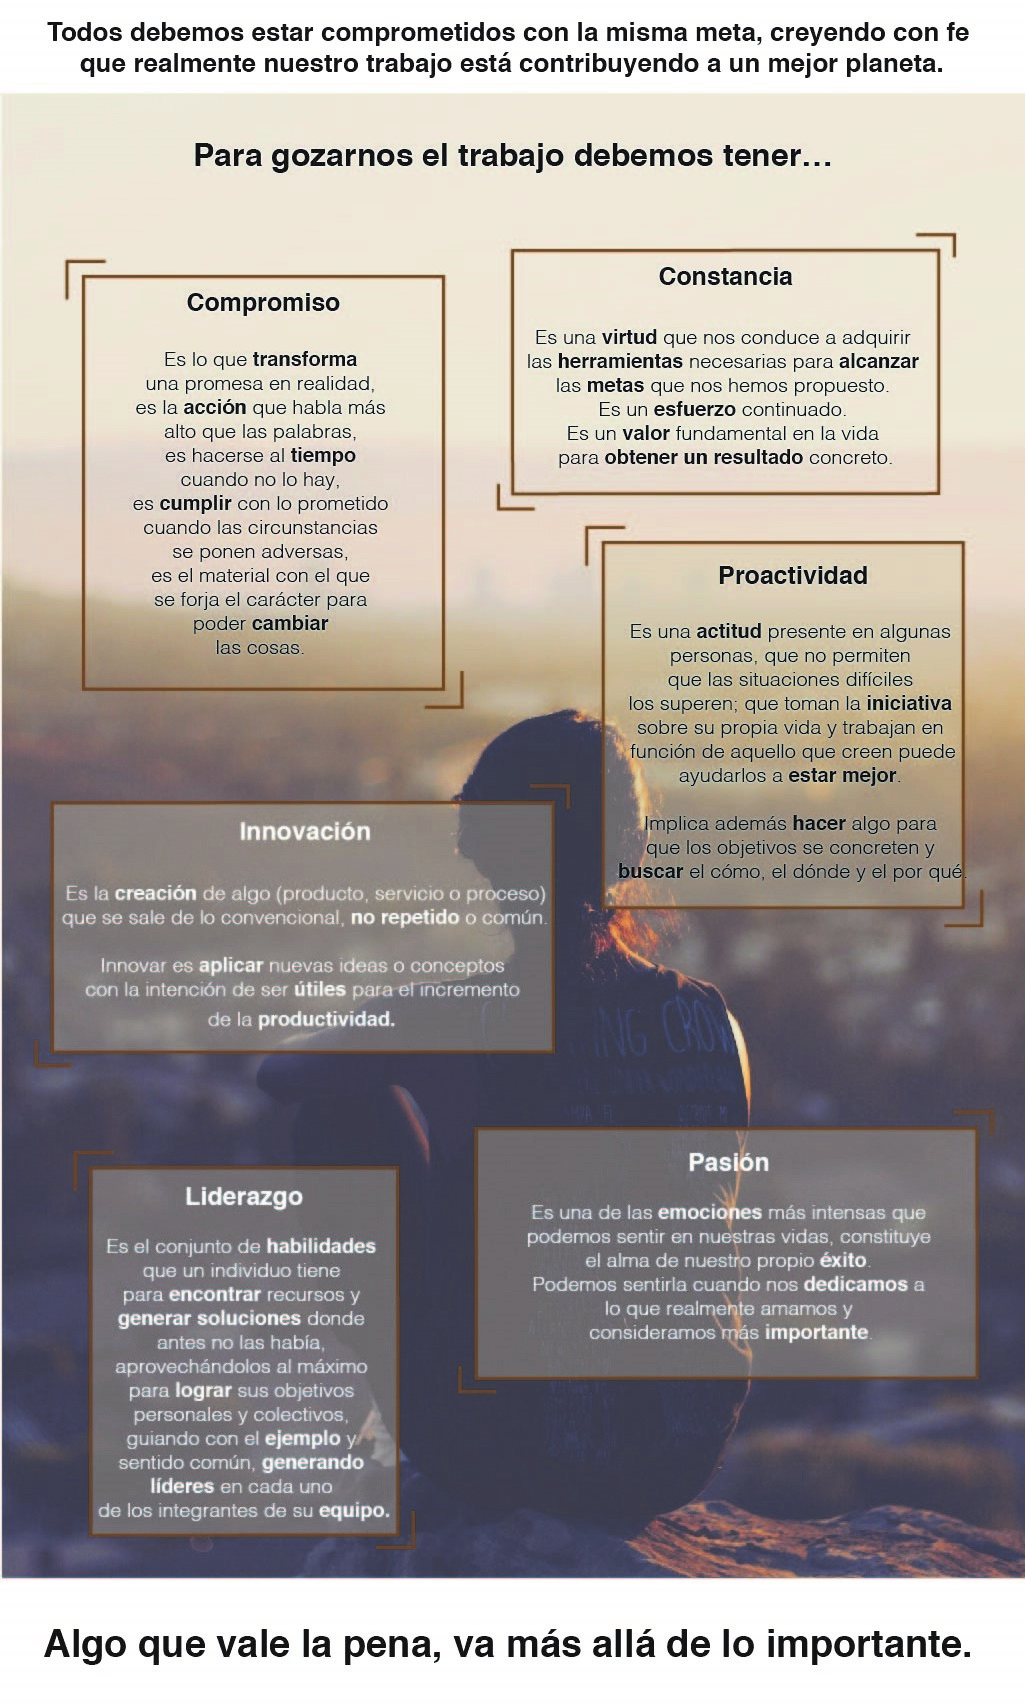 Todos debemos estar comprometidos con la misma meta, creyendo con fe
que realmente nuestro trabajo está contribuyendo a un mejor planeta.
Para gozarnos el trabajo debemos tener...
Compromiso
Es lo que transforma
una promesa en realidad,
es la acción que habla más
alto que las palabras,
es hacerse al tiempo
cuando no lo hay,
es cumplir con lo prometido
cuando las circunstancias
se ponen adversas,
es el material con el que
se forja el carácter para
poder cambiar
las cosas.
Constancia
Es una virtud que nos conduce a adquirir
las herramientas necesarias para alcanzar
las metas que nos hemos propuesto.
Es un esfuerzo continuado.
Es un valor fundamental en la vida
para obtener un resultado concreto.
Proactividad
Es una actitud presente en algunas
personas, que no permiten
que las situaciones difíciles
los superen; que toman la iniciativa
sobre su propia vida y trabajan en
función de aquello que creen puede
ayudarlos a estar mejor.
Implica además hacer algo para
que los objetivos se concreten y
buscar el cómo, el dónde y el por qué.
Innovación
Es la creación de algo (producto, servicio o proceso)
que se sale de lo convencional, no repetido o común.
Innovar es aplicar nuevas ideas o conceptos
con la intención de ser útiles para el incremento
de la productividad.
ING CROW
Liderazgo
Es el conjunto de habilidades
que un individuo tiene
para encontrar recursos y
generar soluciones donde
antes no las había,
aprovechándolos al máximo
para lograr sus objetivos
personales y colectivos,
guiando con el ejemplo y
sentido común, generando
líderes en cada uno
de los integrantes de su equipo.
Pasión
Es una de las emociones más intensas que
podemos sentir en nuestras vidas, constituye
el alma de nuestro propio éxito.
Podemos sentirla cuando nos dedicamos a
lo que realmente amamos y
consideramos más importante.
Algo que vale la pena, va más allá de lo importante.